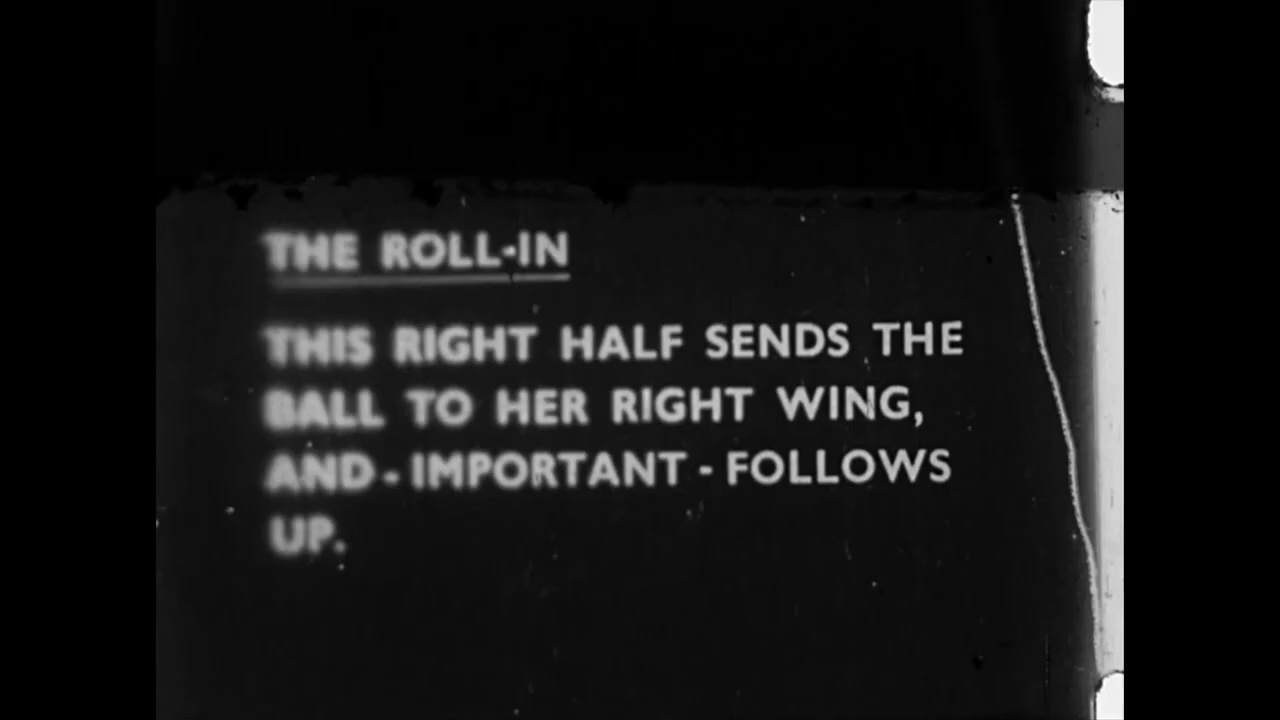 THE ROLL-IN
THIS RIGHT HALF SENDS THE
BALL TO HER RIGHT WING,
AND - IMPORTANT - FOLLOWS
UP.